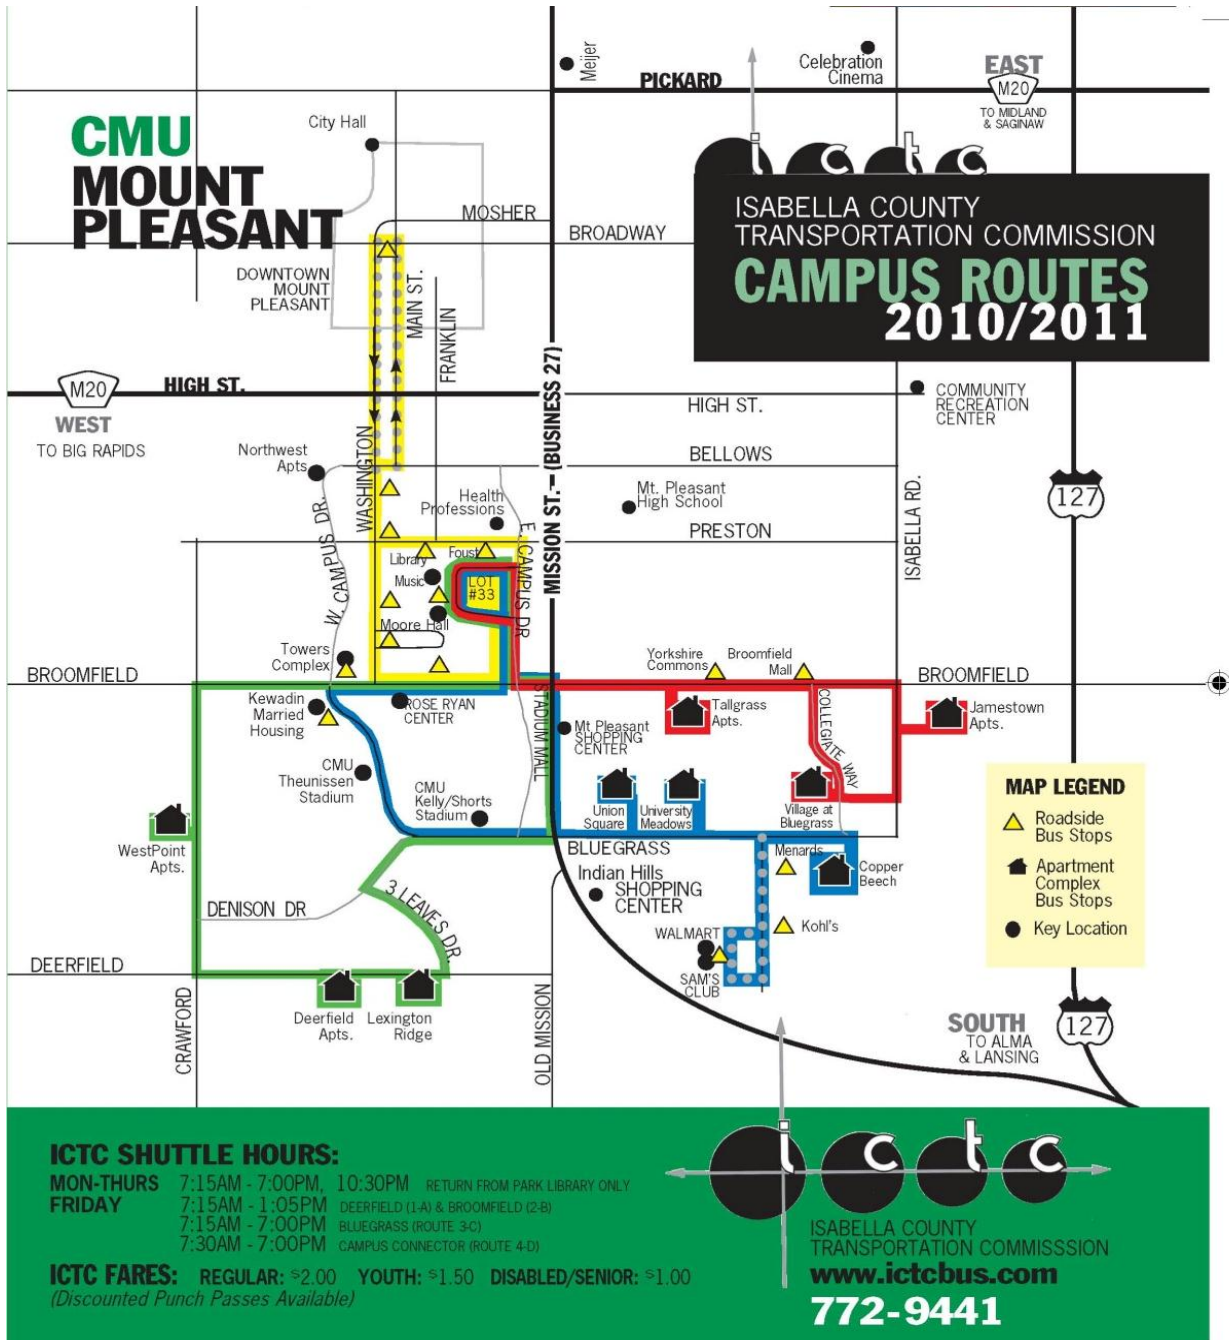 Meijer
Celebration
Cinema
PICKARD
EAST
M20
TO MIDLAND
& SAGINAW
City Hall
CMU
MOUNT
PLEASANT
ictc
ISABELLA COUNTY
TRANSPORTATION COMMISSION
CAMPUS ROUTES
2010/2011
MOSHER
BROADWAY
DOWNTOWN
MOUNT
PLEASANT
MAIN ST.
FRANKLIN
MISSION ST.-(BUSINESS 27)
M20
HIGH ST.
WEST
TO BIG RAPIDS
HIGH ST.
COMMUNITY
RECREATION
CENTER
WASHINGTON
Northwest
Apts.
BELLOWS
Mt. Pleasant
High School
Health
Professions
PRESTON
ISABELLA RD.
127
W. CAMPUS DR.
E. CAMPUS DR
Library
Foust
Music
LOT
#33
Moore Hall
Towers
Complex
BROOMFIELD
Yorkshire
Commons
Broomfield
Mall
BROOMFIELD
Kewadin
Married
Housing
ROSE RYAN
CENTER
STADIUM MALL
Mt Pleasant
SHOPPING
CENTER
Tallgrass
Apts.
COLLEGIATE WAY
Jamestown
Apts.
CMU
Theunissen
Stadium
CMU
Kelly/Shorts
Stadium
Union
Square
University
Meadows
Village at
Bluegrass
MAP LEGEND
Roadside
Bus Stops
Apartment
Complex
Bus Stops
Key Location
WestPoint
Apts.
BLUEGRASS
Menards
Copper
Beech
Indian Hills
SHOPPING
CENTER
DENISON DR
3 LEAVES DR.
Kohl's
WALMART
SAM'S
CLUB
DEERFIELD
Deerfield
Apts.
Lexington
Ridge
CRAWFORD
OLD MISSION
SOUTH
TO ALMA
& LANSING
127
ICTC SHUTTLE HOURS:
MON-THURS 7:15AM - 7:00PM, 10:30PM RETURN FROM PARK LIBRARY ONLY
FRIDAY 7:15AM - 1:05PM DEERFIELD (1-A) & BROOMFIELD (2-B)
7:15AM - 7:00PM BLUEGRASS (ROUTE 3-C)
7:30AM - 7:00PM CAMPUS CONNECTOR (ROUTE 4-D)
ICTC FARES: REGULAR: $2.00 YOUTH: $1.50 DISABLED/SENIOR: $1.00
(Discounted Punch Passes Available)
ictc
ISABELLA COUNTY
TRANSPORTATION COMMISSSION
www.ictcbus.com
772-9441